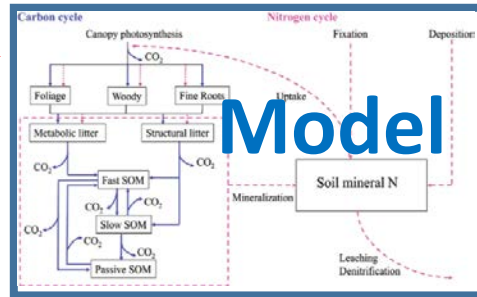 Carbon cycle
Nitrogen cycle
Canopy photosynthesis
Fixation
Deposition
CO2
Foliage
Woody
Fine Roots
Uptake
Model
Metabolic litter
Structural litter
CO2
CO2
Fast SOM
Soil mineral N
CO2
CO2
Mineralization
Slow SOM
CO2
CO2
Passive SOM
Leaching
Denitrification